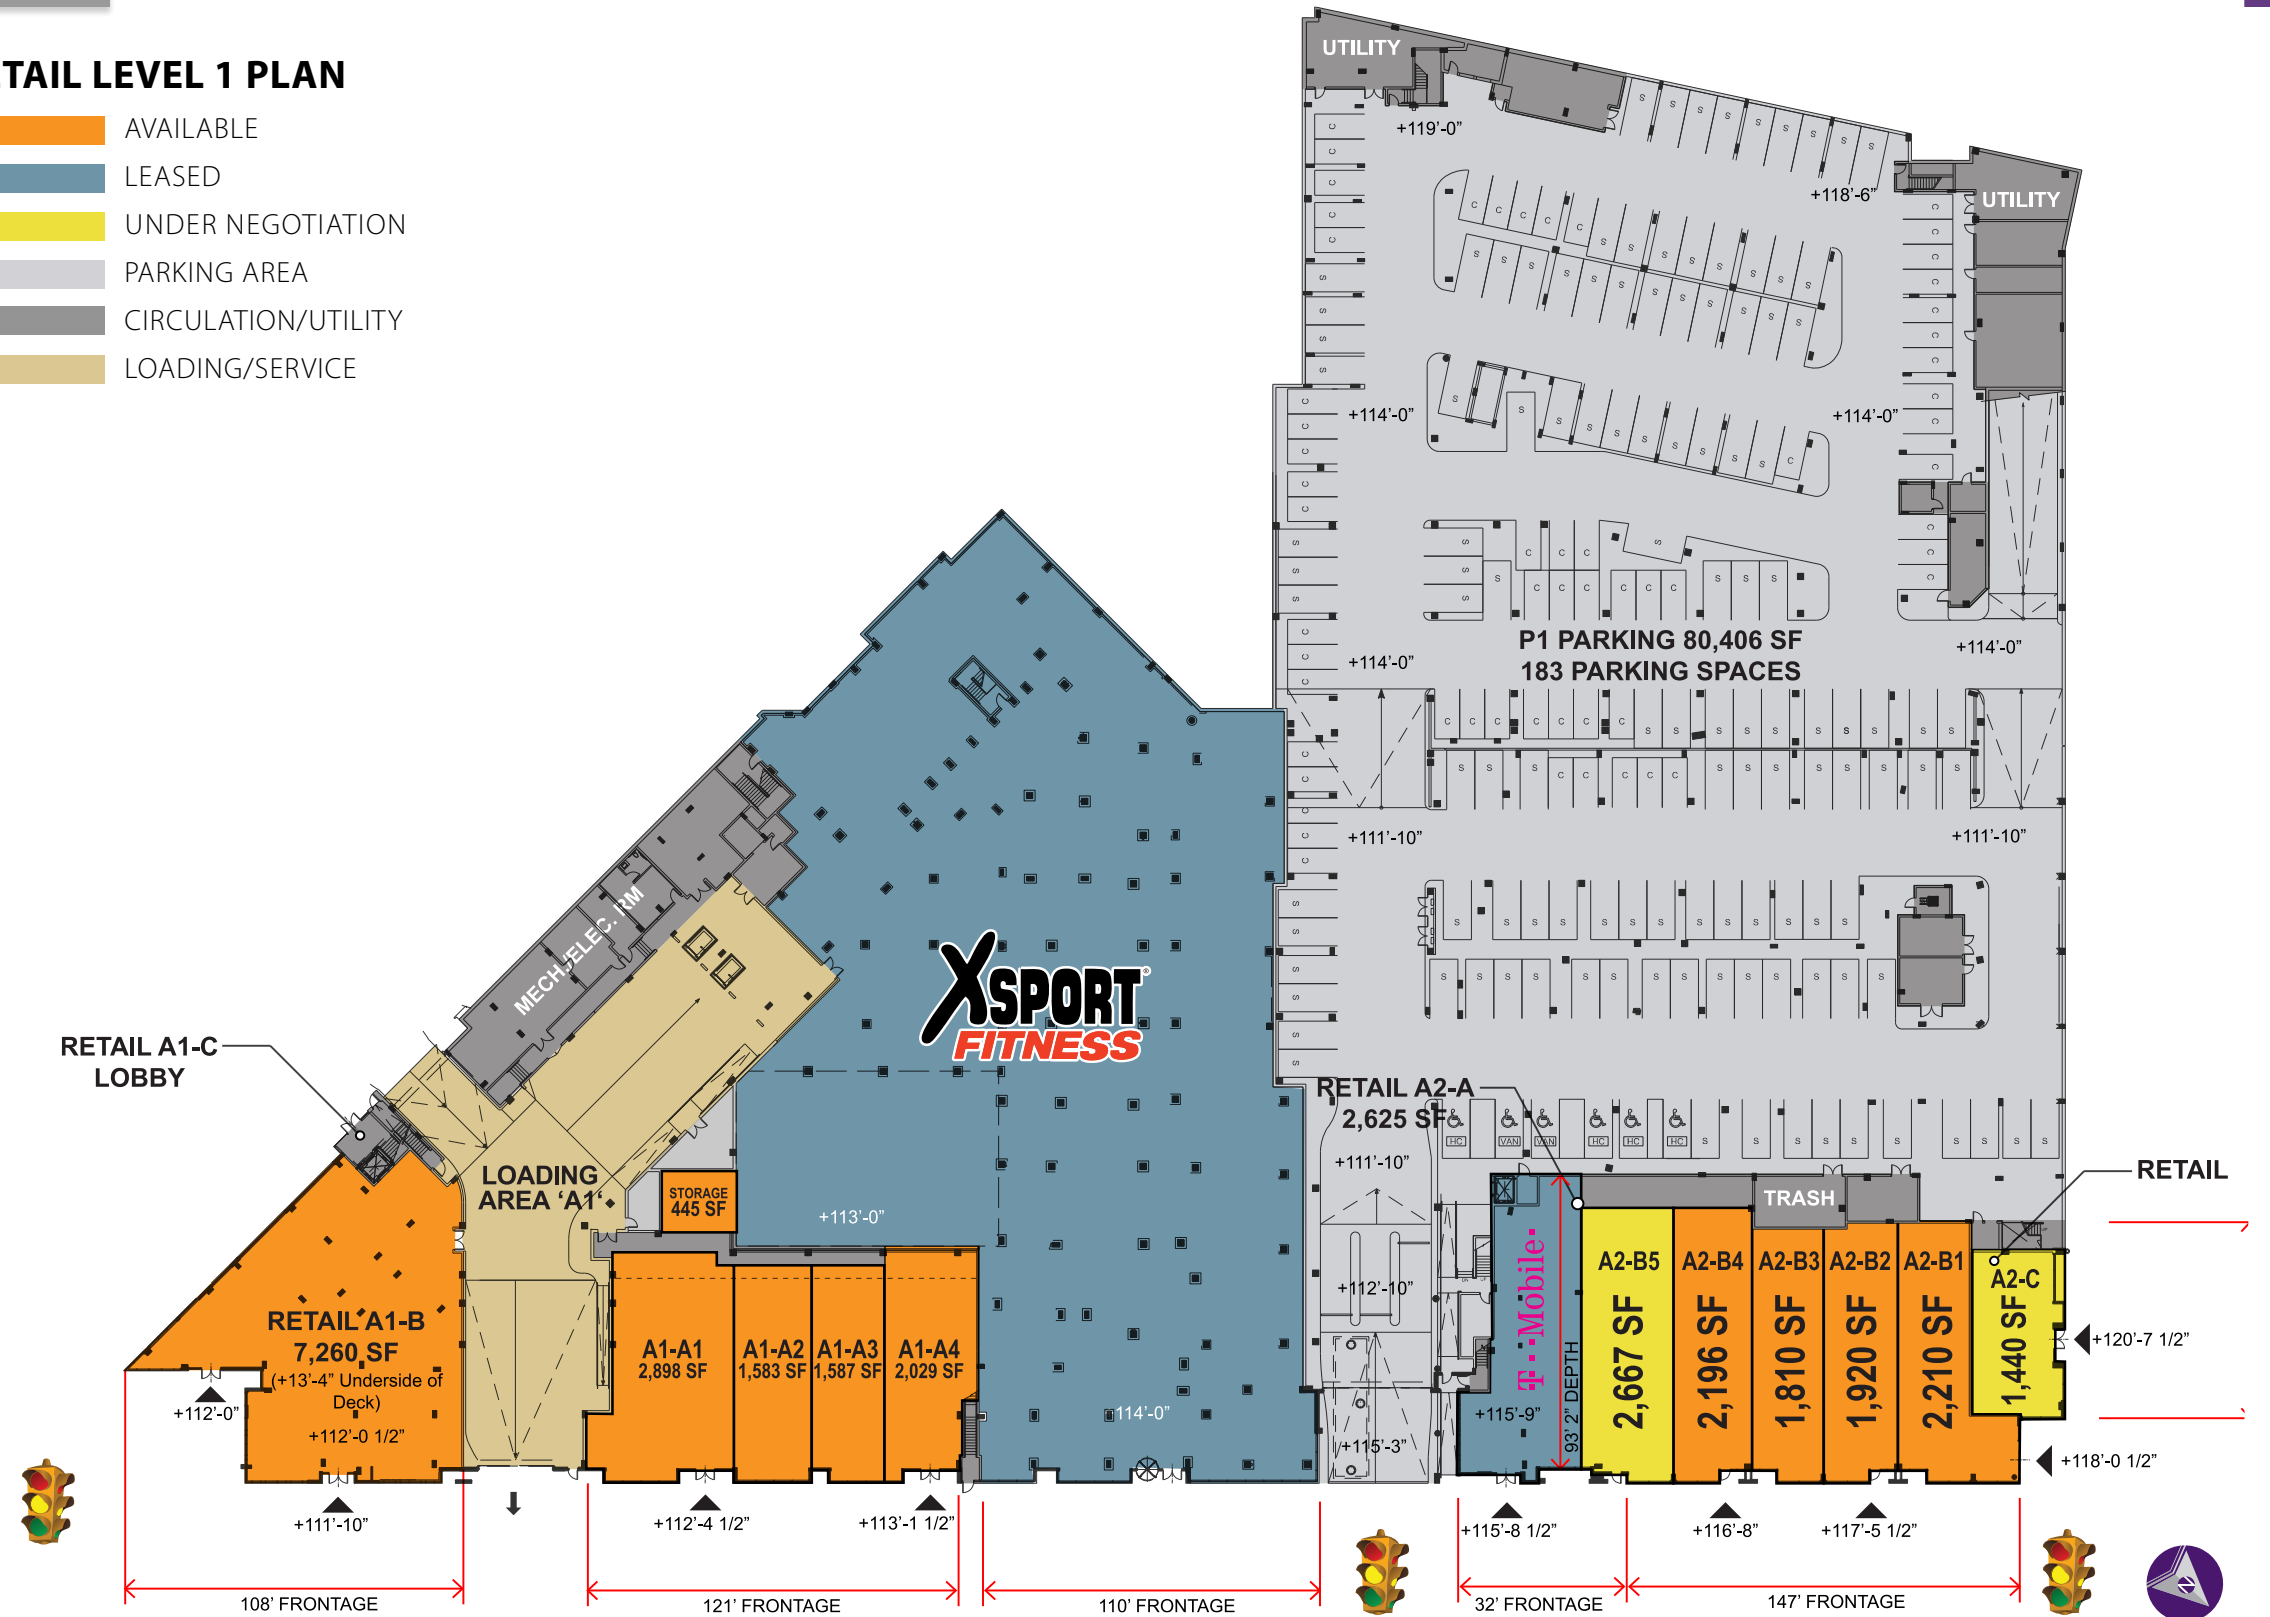 TAIL LEVEL 1 PLAN
AVAILABLE
LEASED
UNDER NEGOTIATION
PARKING AREA
CIRCULATION/UTILITY
LOADING/SERVICE
UTILITY
+119'-0"
+118'-6"
UTILITY
+114'-0"
+114'-0"
P1 PARKING 80,406 SF
183 PARKING SPACES
+114'-0"
+114'-0"
+111'-10"
+111'-10"
MECH./ELEC. RM
XSPORT
FITNESS
RETAIL A1-C
LOBBY
RETAIL A2-A
2,625 SF
HC
VAN
VAN
HC
HC
HC
+111'-10"
LOADING
AREA 'A1'
STORAGE
445 SF
+113'-0"
TRASH
RETAIL
+112'-10"
T··Mobile·
93' 2" DEPTH
A2-B5
2,667 SF
A2-B4
2,196 SF
A2-B3
1,810 SF
A2-B2
1,920 SF
A2-B1
2,210 SF
A2-C
1,440 SF
+120'-7 1/2"
RETAIL A1-B
7,260 SF
(+13'-4" Underside of
Deck)
+112'-0"
+112'-0 1/2"
A1-A1
2,898 SF
A1-A2
1,583 SF
A1-A3
1,587 SF
A1-A4
2,029 SF
114'-0"
+115'-3"
+115'-9"
+118'-0 1/2"
+111'-10"
+112'-4 1/2"
+113'-1 1/2"
+115'-8 1/2"
+116'-8"
+117'-5 1/2"
108' FRONTAGE
121' FRONTAGE
110' FRONTAGE
32' FRONTAGE
147' FRONTAGE
N